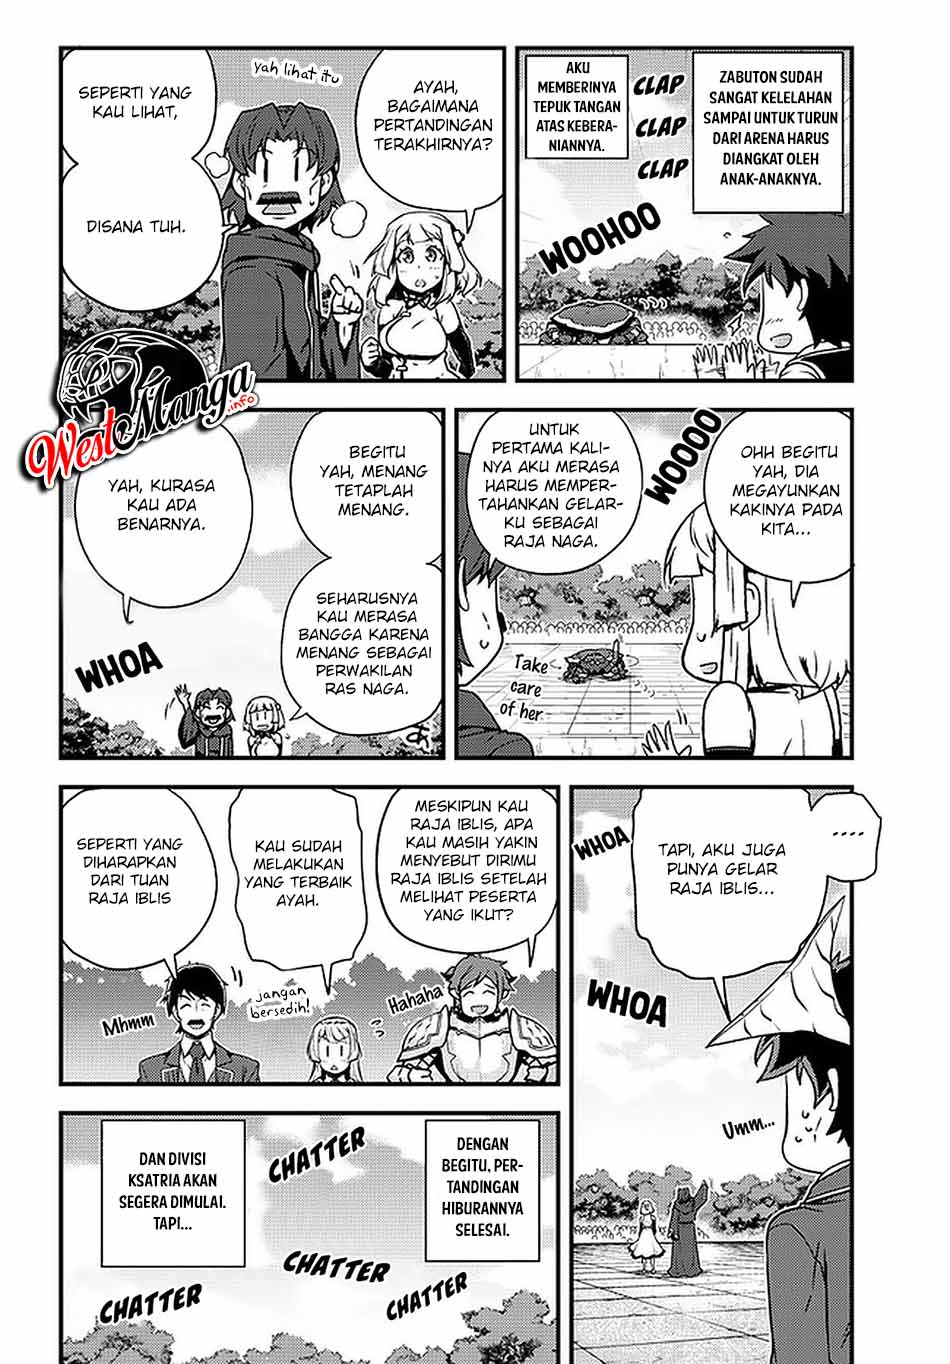 ZABUTON SUDAH
SANGAT KELELAHAN
SAMPAI UNTUK TURUN
DARI ARENA HARUS
DIANGKAT OLEH
ANAK-ANAKNYA.
AKU
MEMBERINYA
TEPUK TANGAN
ATAS KEBERA-
NIANNYA.
CLAP
CLAP
CLAP
WOOHOO
AYAH,
BAGAIMANA
PERTANDINGAN
TERAKHIRNYA?
yah lihat itu
SEPERTI YANG
KAU LIHAT,
DISANA TUH.
WestManga
.info
OHH BEGITU
YAH, DIA
MEGAYUNKAN
KAKINYA PADA
KITA...
WOOOO
UNTUK
PERTAMA KALI-
NYA AKU MERASA
HARUS MEMPER-
TAHANKAN GELAR-
KU SEBAGAI
RAJA NAGA.
Take
care
of her
BEGITU
YAH, MENANG
TETAPLAH
MENANG.
SEHARUSNYA
KAU MERASA
BANGGA KARENA
MENANG SEBAGAI
PERWAKILAN
RAS NAGA.
YAH, KURASA
KAU ADA
BENARNYA.
WHOA
....
TAPI, AKU JUGA
PUNYA GELAR
RAJA IBLIS...
WHOA
WHOA
Umm...
MESKIPUN KAU
RAJA IBLIS, APA
KAU MASIH YAKIN
MENYEBUT DIRIMU
RAJA IBLIS SETELAH
MELIHAT PESERTA
YANG IKUT?
Hahaha
KAU SUDAH
MELAKUKAN
YANG TERBAIK
AYAH.
jangan
bersedih!
SEPERTI YANG
DIHARAPKAN
DARI TUAN
RAJA IBLIS
Mhmm
DENGAN
BEGITU, PER-
TANDINGAN
HIBURANNYA
SELESAI.
CHATTER
DAN DIVISI
KSATRIA AKAN
SEGERA DIMULAI.
TAPI...
CHATTER
CHATTER
CHATTER